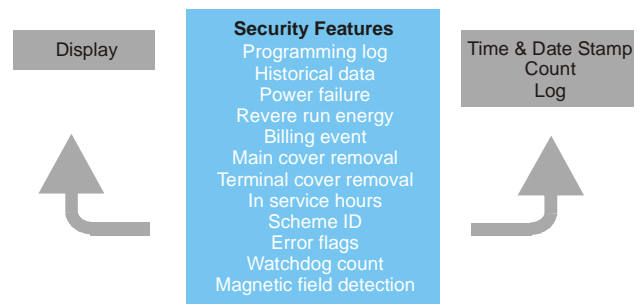 Display
Security Features
Programming log
Historical data
Power failure
Revere run energy
Billing event
Main cover removal
Terminal cover removal
In service hours
Scheme ID
Error flags
Watchdog count
Magnetic field detection
Time & Date Stamp
Count
Log